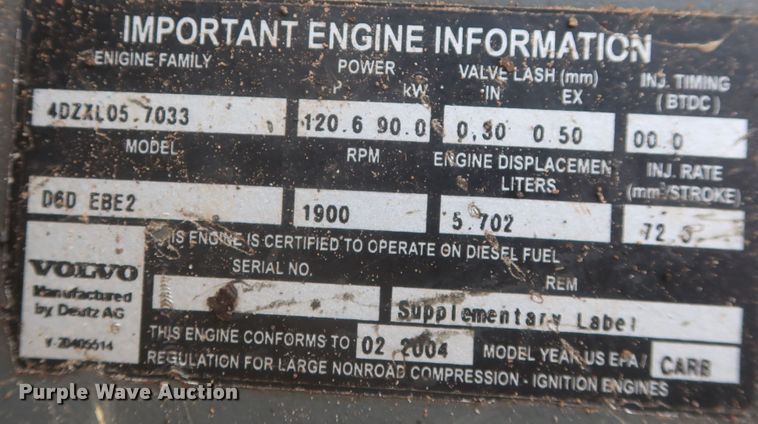 IMPORTANT ENGINE INFORMATION
ENIGINE FAMILY POWER VALVE LASH (mm) INJ. TIMING
P kW IN EX (BTDC)
4DZXL05.7033 120.6 90.0 0,30 0.50 00.0
MODEL RPM ENGINE DISPLACEMEN INJ. RATE
LITERS (mm³/STROKE)
D6D EBE2 1900 5.702 72.
IS ENGINE IS CERTIFIED TO OPERATE ON DIESEL FUEL
SERIAL NO. REM
VOLVO
Manufactured
by Deutz AG
V-20405514
Supplementary Label
THIS ENGINE CONFORMS TO 02 2004 MODEL YEAR US EPA / CARB
REGULATION FOR LARGE NONROAD COMPRESSION - IGNITION ENGINES
Purple Wave Auction